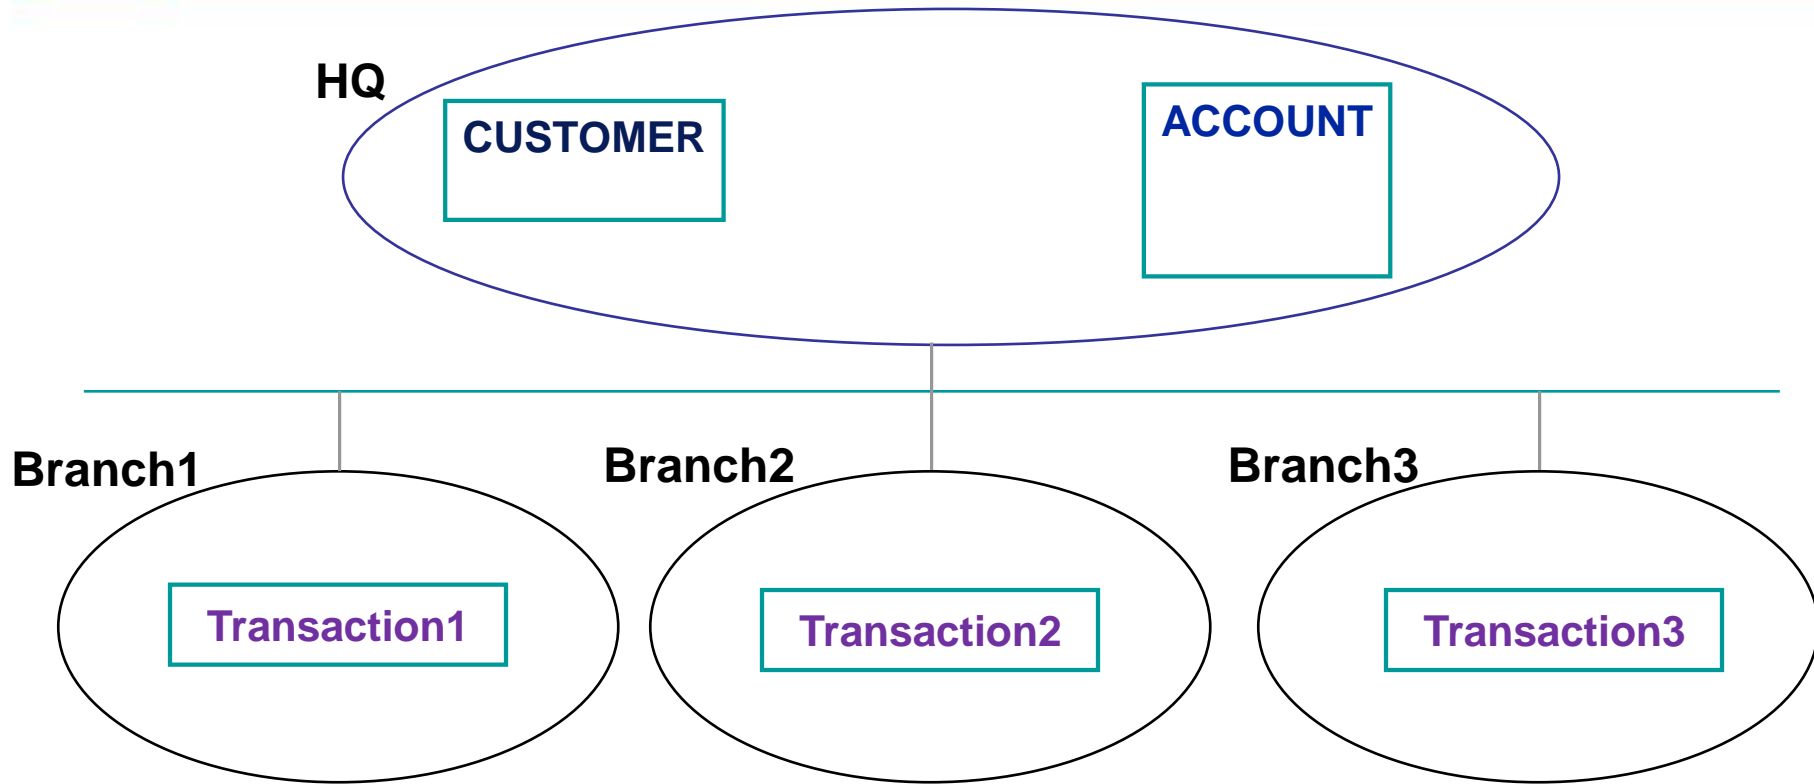 HQ
CUSTOMER
ACCOUNT
Branch1
Branch2
Branch3
Transaction1
Transaction2
Transaction3